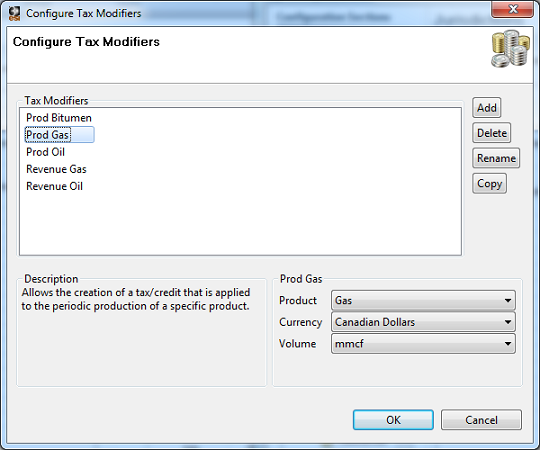 Configure Tax Modifiers
Configure Tax Modifiers
Tax Modifiers
Prod Bitumen
Prod Gas
Prod Oil
Revenue Gas
Revenue Oil
Add
Delete
Rename
Copy
Description
Allows the creation of a tax/credit that is applied
to the periodic production of a specific product.
Prod Gas
Product Gas
Currency Canadian Dollars
Volume mmcf
OK Cancel